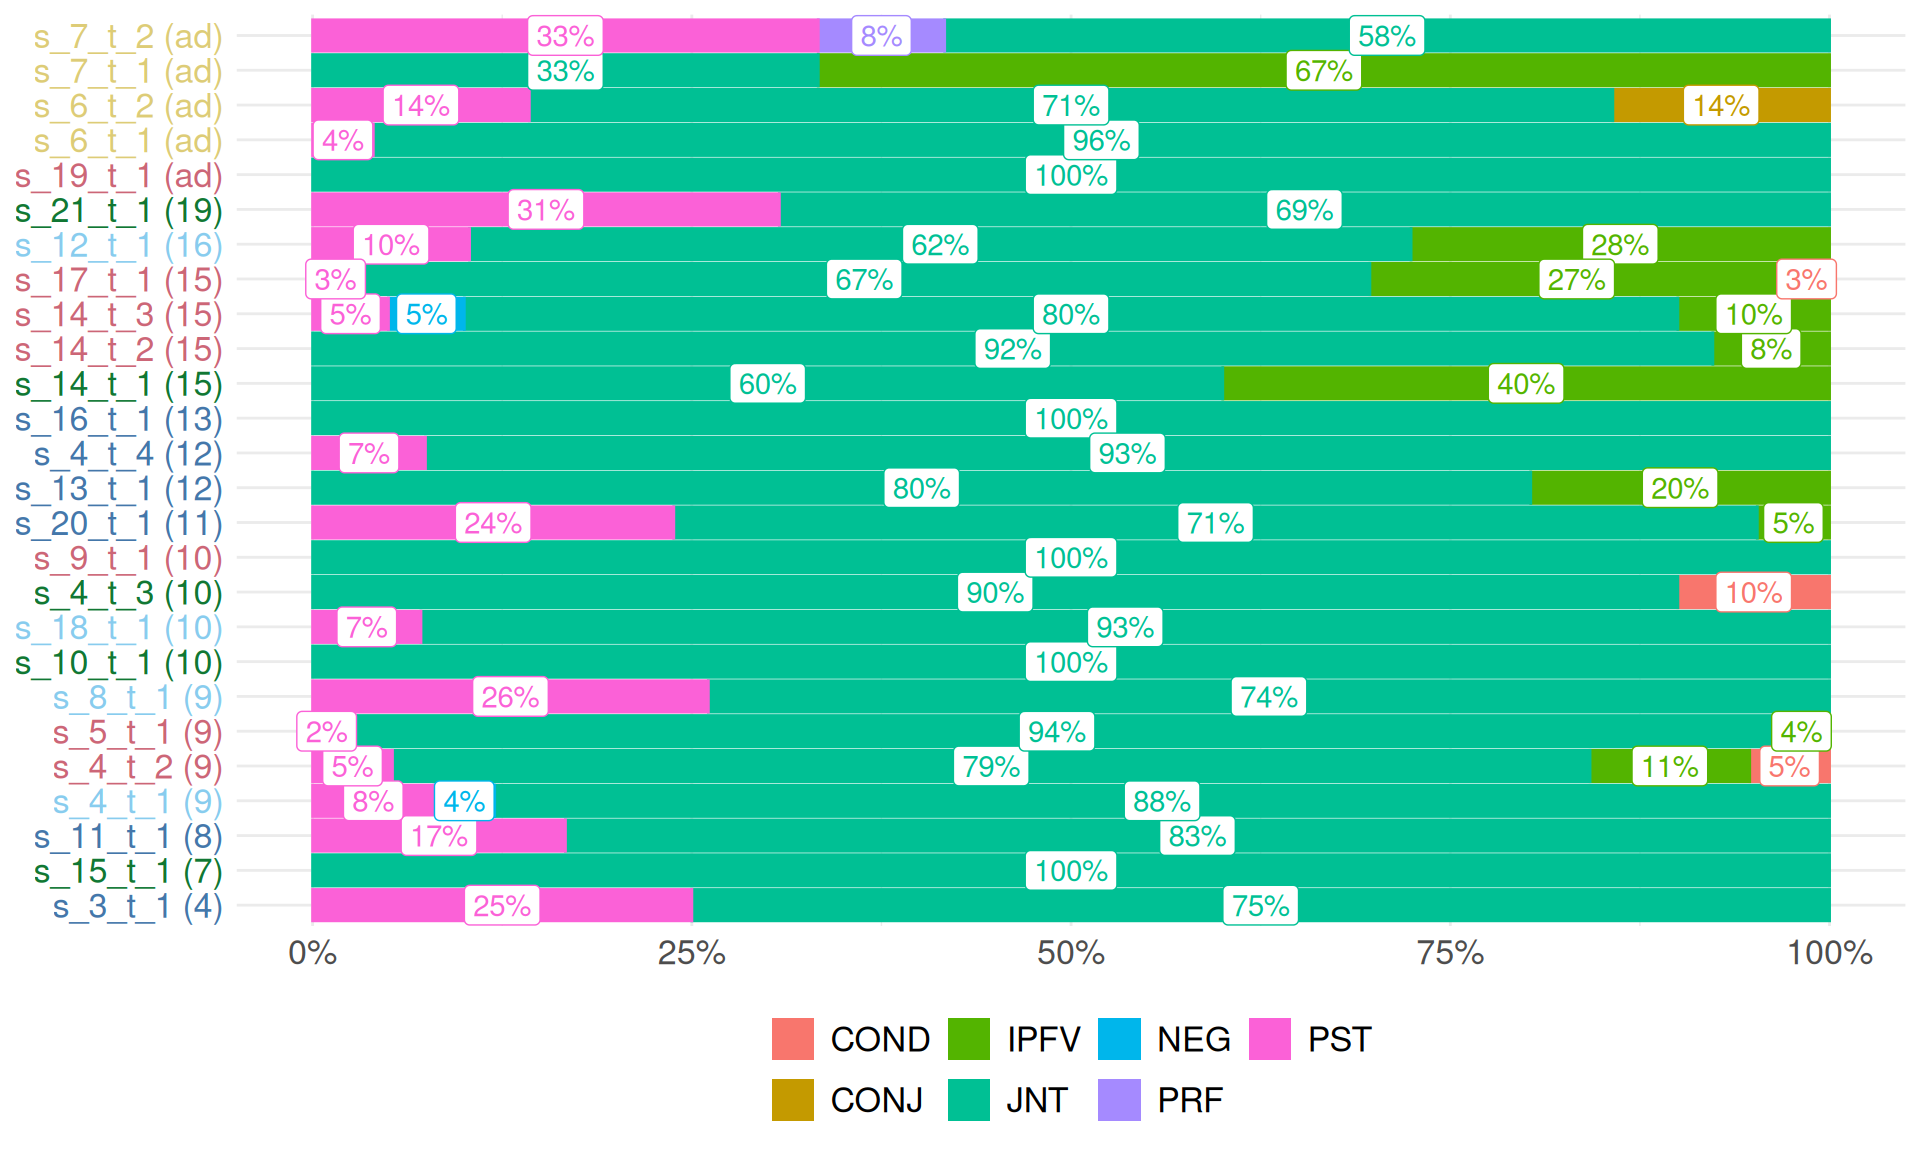 s_7_t_2 (ad) 33% 8% 58%
s_7_t_1 (ad) 33% 67%
s_6_t_2 (ad) 14% 71% 14%
s_6_t_1 (ad) 4% 96%
s_19_t_1 (ad) 100%
s_21_t_1 (19) 31% 69%
s_12_t_1 (16) 10% 62% 28%
s_17_t_1 (15) 3% 67% 27% 3%
s_14_t_3 (15) 5% 5% 80% 10%
s_14_t_2 (15) 92% 8%
s_14_t_1 (15) 60% 40%
s_16_t_1 (13) 100%
s_4_t_4 (12) 7% 93%
s_13_t_1 (12) 80% 20%
s_20_t_1 (11) 24% 71% 5%
s_9_t_1 (10) 100%
s_4_t_3 (10) 90% 10%
s_18_t_1 (10) 7% 93%
s_10_t_1 (10) 100%
s_8_t_1 (9) 26% 74%
s_5_t_1 (9) 2% 94% 4%
s_4_t_2 (9) 5% 79% 11% 5%
s_4_t_1 (9) 8% 4% 88%
s_11_t_1 (8) 17% 83%
s_15_t_1 (7) 100%
s_3_t_1 (4) 25% 75%
0% 25% 50% 75% 100%
COND IPFV NEG PST
CONJ JNT PRF